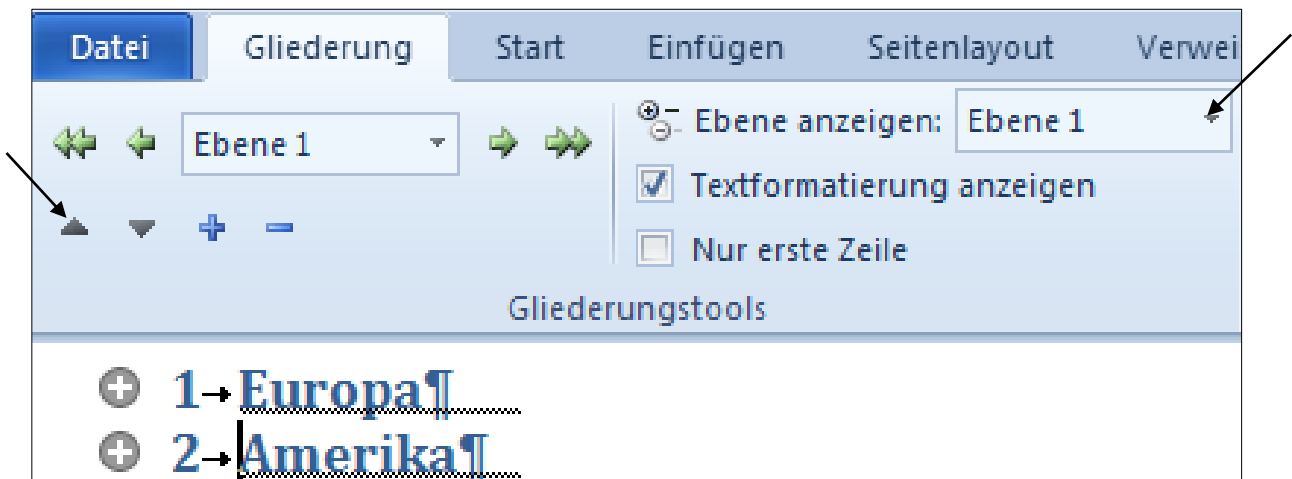 Datei Gliederung Start Einfügen Seitenlayout Verwei
Ebene 1 Ebene anzeigen: Ebene 1
Textformatierung anzeigen
Nur erste Zeile
Gliederungstools
1→Europa¶
2→Amerika¶